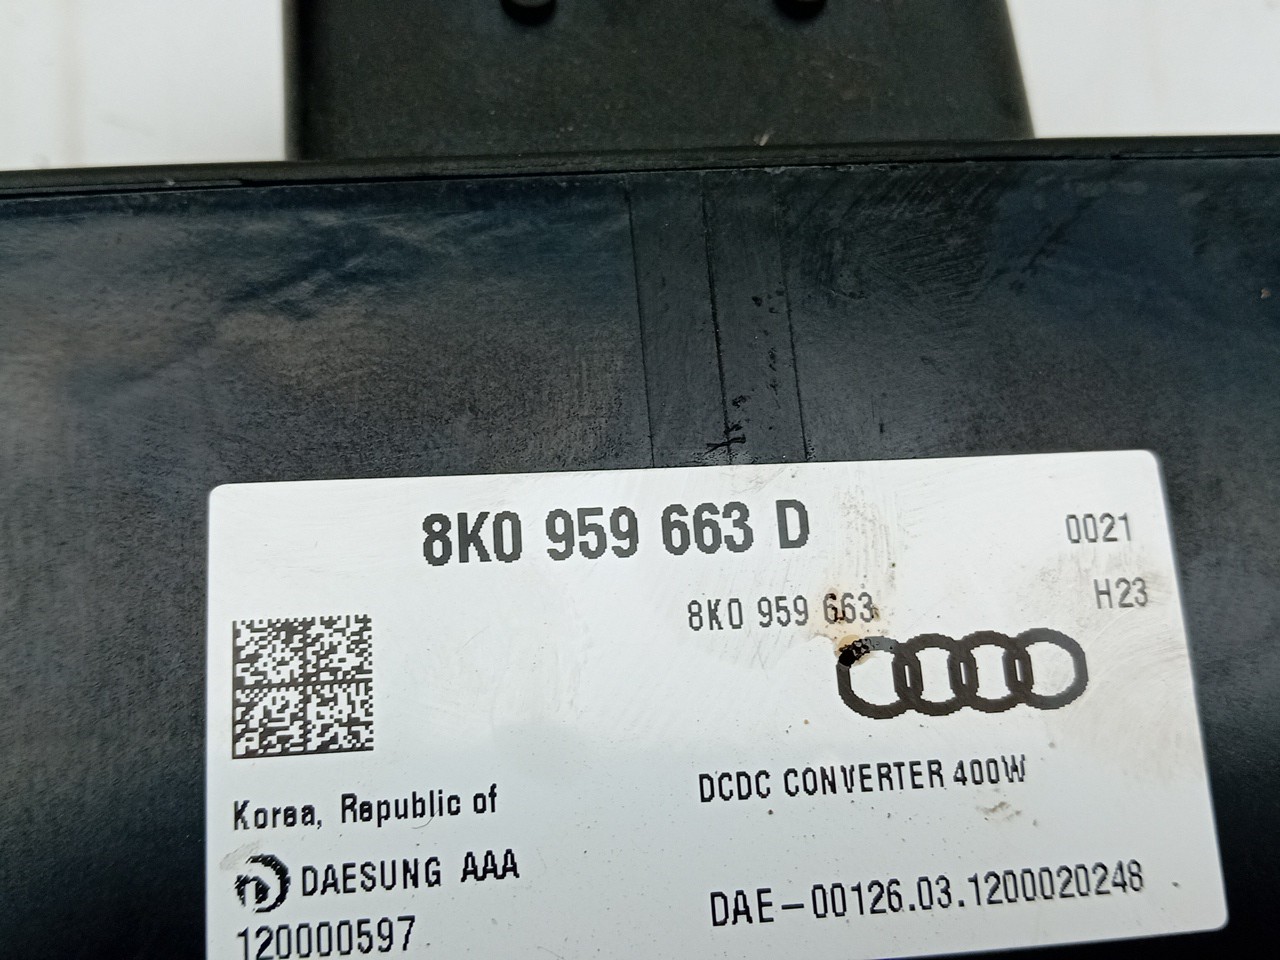 8K0 959 663 D
0021
8K0 959 663
H23
DCDC CONVERTER 400W
Korea, Republic of
DAESUNG AAA
DAE-00126.03.1200020248
120000597